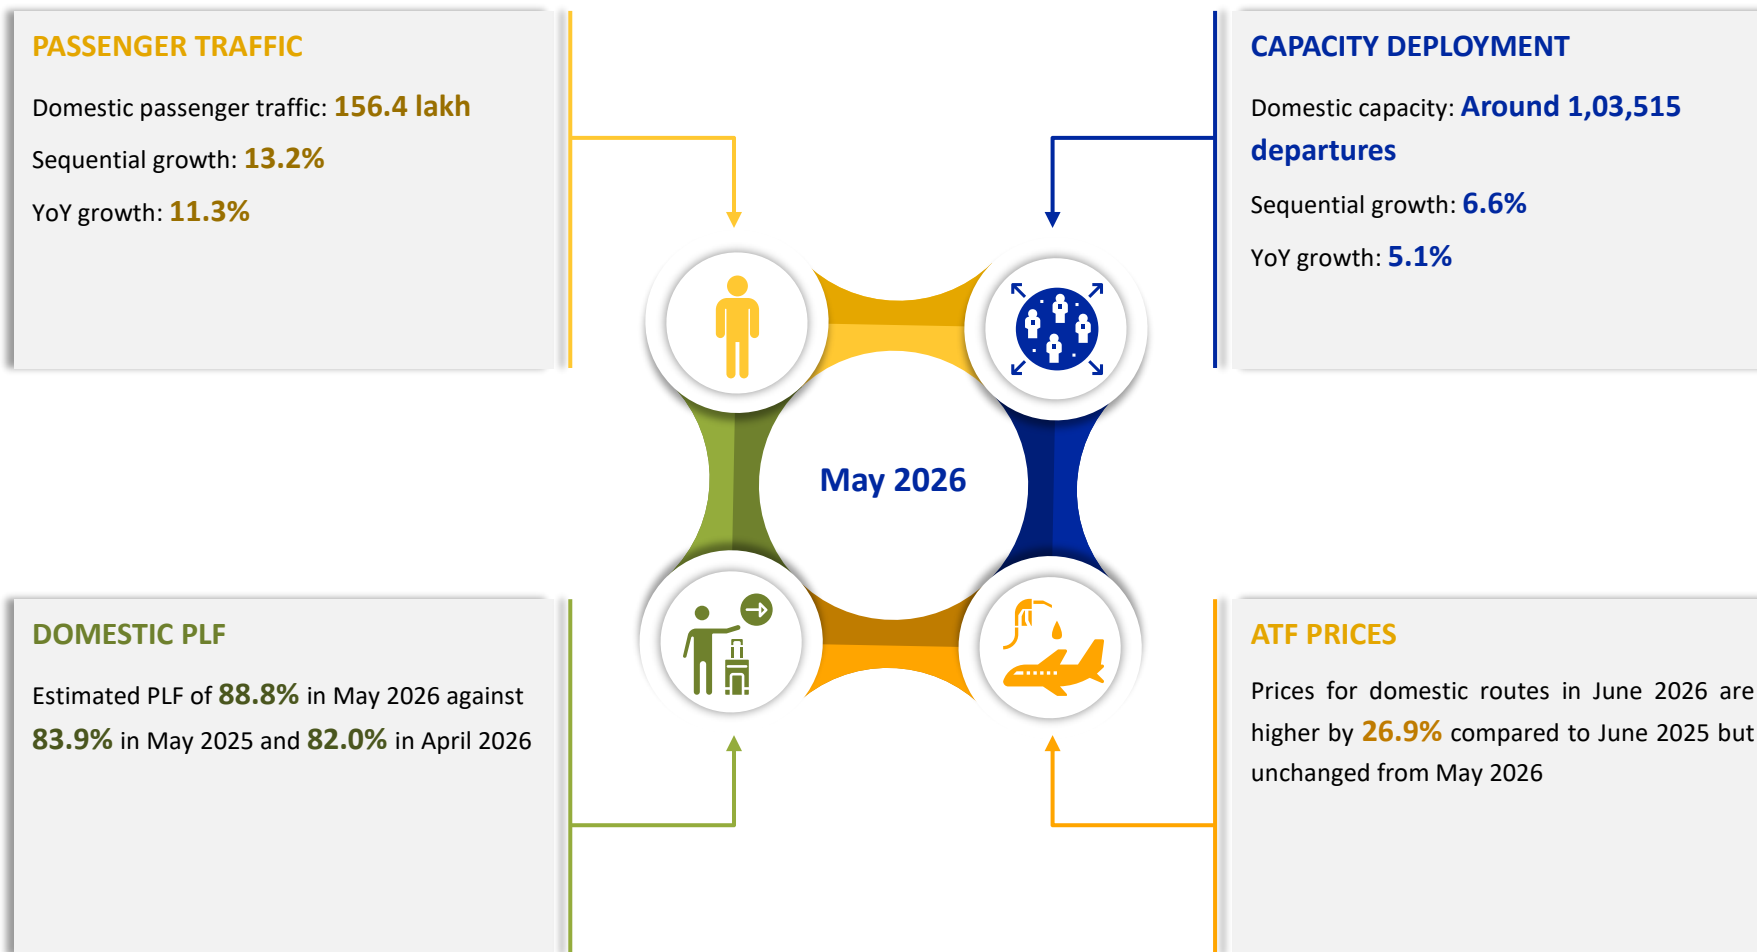 PASSENGER TRAFFIC
Domestic passenger traffic: 156.4 lakh
Sequential growth: 13.2%
YoY growth: 11.3%
CAPACITY DEPLOYMENT
Domestic capacity: Around 1,03,515
departures
Sequential growth: 6.6%
YoY growth: 5.1%
May 2026
DOMESTIC PLF
Estimated PLF of 88.8% in May 2026 against
83.9% in May 2025 and 82.0% in April 2026
ATF PRICES
Prices for domestic routes in June 2026 are
higher by 26.9% compared to June 2025 but
unchanged from May 2026